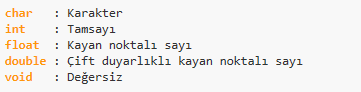 char   : Karakter
int    : Tamsayı
float  : Kayan noktalı sayı
double : Çift duyarlıklı kayan noktalı sayı
void   : Değersiz